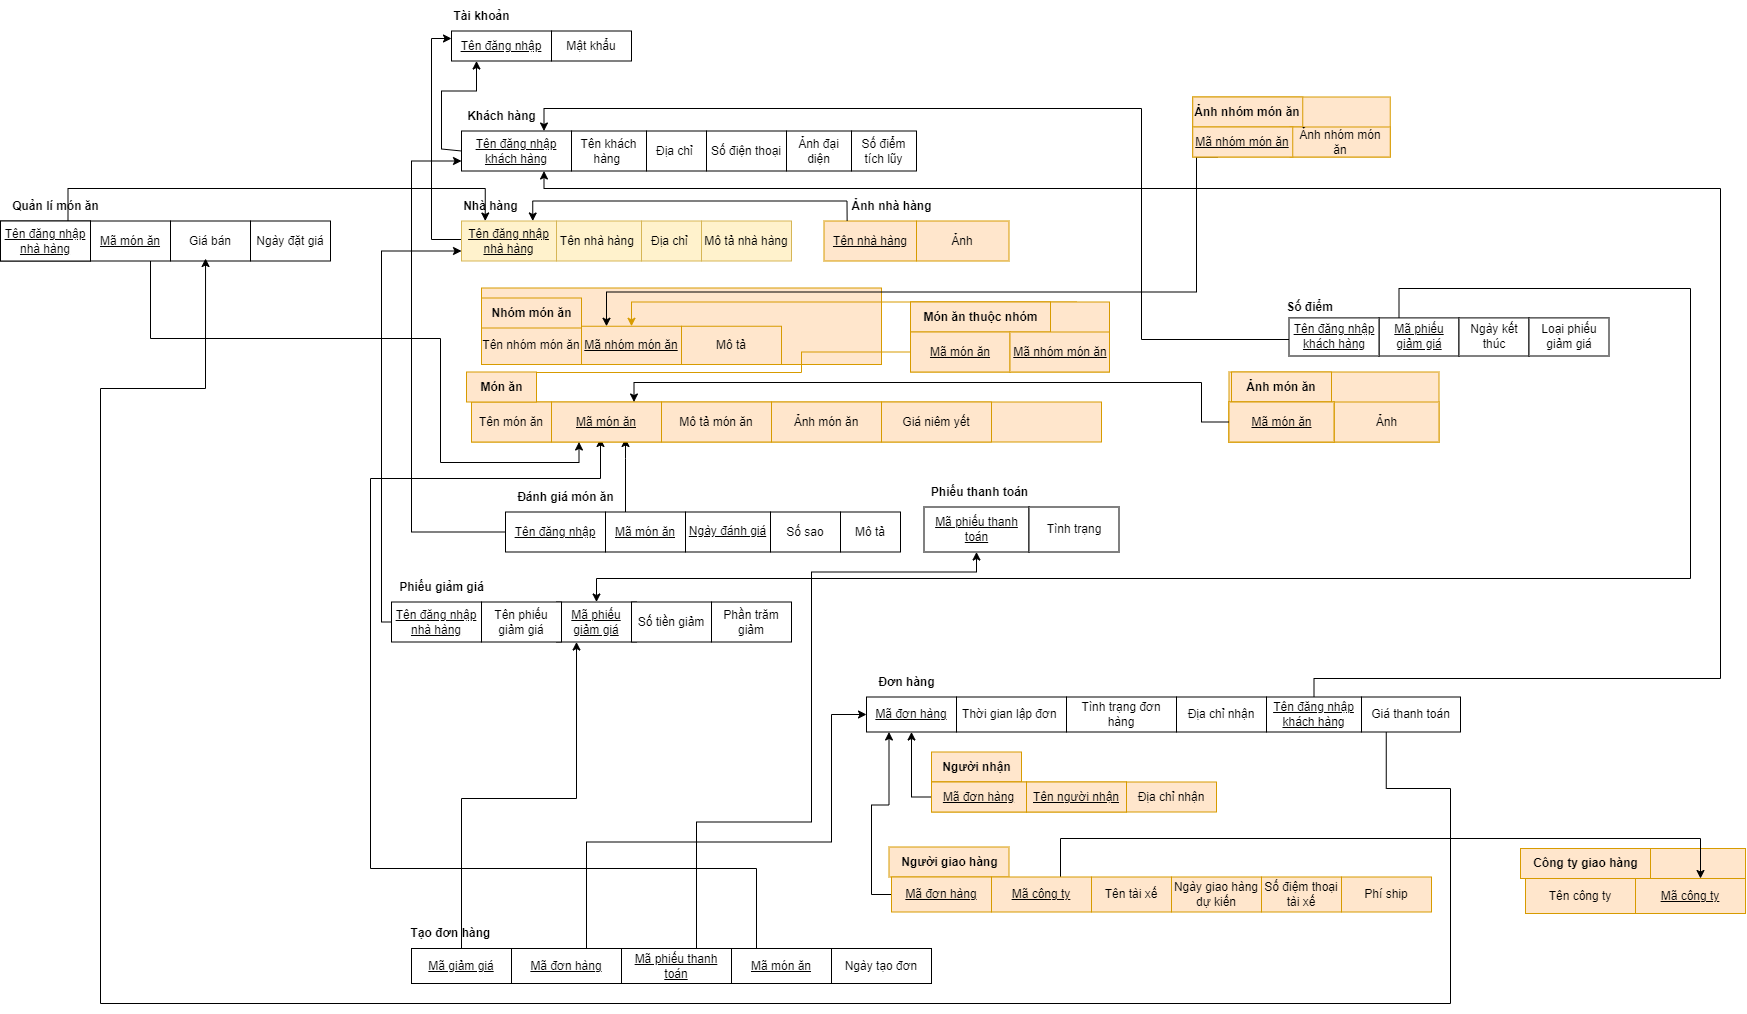 Tài khoản
Tên đăng nhập
Mật khẩu
Khách hàng
Tên đăng nhập
khách hàng
Tên khách
hàng
Địa chỉ
Số điện thoại
Ảnh đại
diện
Số điểm
tích lũy
Ảnh nhóm món ăn
Mã nhóm món ăn
Ảnh nhóm món
ăn
Quản lí món ăn
Tên đăng nhập
nhà hàng
Mã món ăn
Giá bán
Ngày đặt giá
Nhà hàng
Tên đăng nhập
nhà hàng
Tên nhà hàng
Địa chỉ
Mô tả nhà hàng
Ảnh nhà hàng
Tên nhà hàng
Ảnh
Nhóm món ăn
Tên nhóm món ăn
Mã nhóm món ăn
Mô tả
Món ăn thuộc nhóm
Mã món ăn
Mã nhóm món ăn
Số điểm
Tên đăng nhập
khách hàng
Mã phiếu
giảm giá
Ngày kết
thúc
Loại phiếu
giảm giá
Món ăn
Tên món ăn
Mã món ăn
Mô tả món ăn
Ảnh món ăn
Giá niêm yết
Ảnh món ăn
Mã món ăn
Ảnh
Đánh giá món ăn
Tên đăng nhập
Mã món ăn
Ngày đánh giá
Số sao
Mô tả
Phiếu thanh toán
Mã phiếu thanh
toán
Tình trạng
Phiếu giảm giá
Tên đăng nhập
nhà hàng
Tên phiếu
giảm giá
Mã phiếu
giảm giá
Số tiền giảm
Phần trăm
giảm
Đơn hàng
Mã đơn hàng
Thời gian lập đơn
Tình trạng đơn
hàng
Địa chỉ nhận
Tên đăng nhập
khách hàng
Giá thanh toán
Người nhận
Mã đơn hàng
Tên người nhận
Địa chỉ nhận
Người giao hàng
Mã đơn hàng
Mã công ty
Tên tài xế
Ngày giao hàng
dự kiến
Số điệm thoại
tài xế
Phí ship
Công ty giao hàng
Tên công ty
Mã công ty
Tạo đơn hàng
Mã giảm giá
Mã đơn hàng
Mã phiếu thanh
toán
Mã món ăn
Ngày tạo đơn